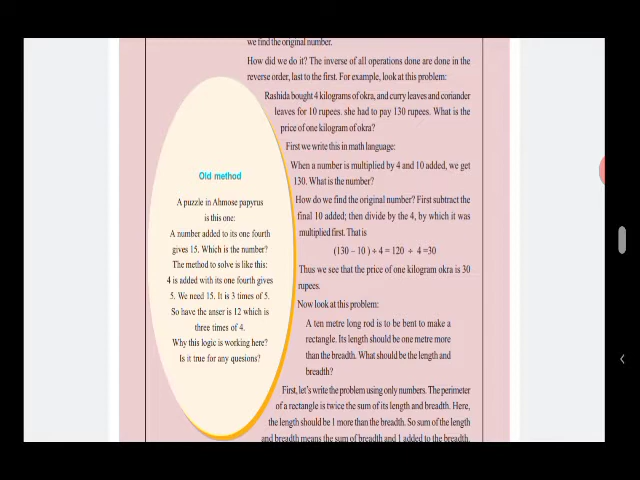 we find the original number.
How did we do it? The inverse of all operations done are done in the
reverse order, last to the first. For example, look at this problem:
Rashida bought 4 kilograms of okra, and curry leaves and coriander
leaves for 10 rupees. she had to pay 130 rupees. What is the
price of one kilogram of okra?
First we write this in math language:
When a number is multiplied by 4 and 10 added, we get
130. What is the number?
How do we find the original number? First subtract the
final 10 added; then divide by the 4, by which it was
multiplied first. That is
(130 – 10 ) ÷ 4 = 120 ÷ 4 =30
Thus we see that the price of one kilogram okra is 30
rupees.
Now look at this problem:
A ten metre long rod is to be bent to make a
rectangle. Its length should be one metre more
than the breadth. What should be the length and
breadth?
First, let's write the problem using only numbers. The perimeter
of a rectangle is twice the sum of its length and breadth. Here,
the length should be 1 more than the breadth. So sum of the length
and breadth means the sum of breadth and 1 added to the breadth.
Old method
A puzzle in Ahmose papyrus
is this one:
A number added to its one fourth
gives 15. Which is the number?
The method to solve is like this:
4 is added with its one fourth gives
5. We need 15. It is 3 times of 5.
So have the anser is 12 which is
three times of 4.
Why this logic is working here?
Is it true for any quesions?